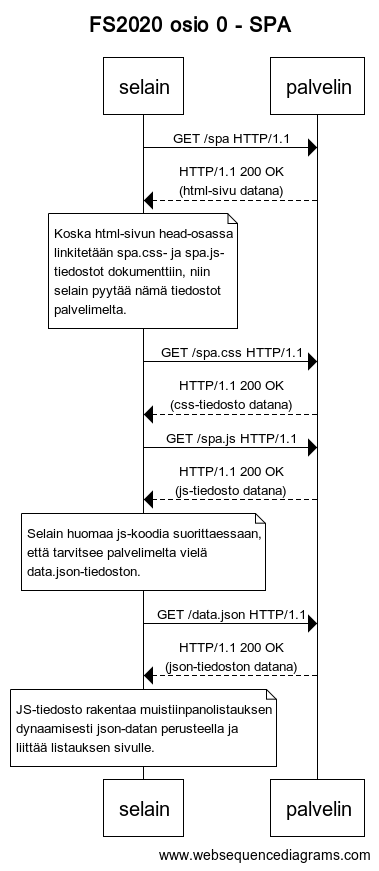 FS2020 osio 0 - SPA
selain
palvelin
GET /spa HTTP/1.1
HTTP/1.1 200 OK
(html-sivu datana)
Koska html-sivun head-osassa
linkitetään spa.css- ja spa.js-
tiedostot dokumenttiin, niin
selain pyytää nämä tiedostot
palvelimelta.
GET /spa.css HTTP/1.1
HTTP/1.1 200 OK
(css-tiedosto datana)
GET /spa.js HTTP/1.1
HTTP/1.1 200 OK
(js-tiedosto datana)
Selain huomaa js-koodia suorittaessaan,
että tarvitsee palvelimelta vielä
data.json-tiedoston.
GET /data.json HTTP/1.1
HTTP/1.1 200 OK
(json-tiedoston datana)
JS-tiedosto rakentaa muistiinpanolistauksen
dynaamisesti json-datan perusteella ja
liittää listauksen sivulle.
selain
palvelin
www.websequencediagrams.com